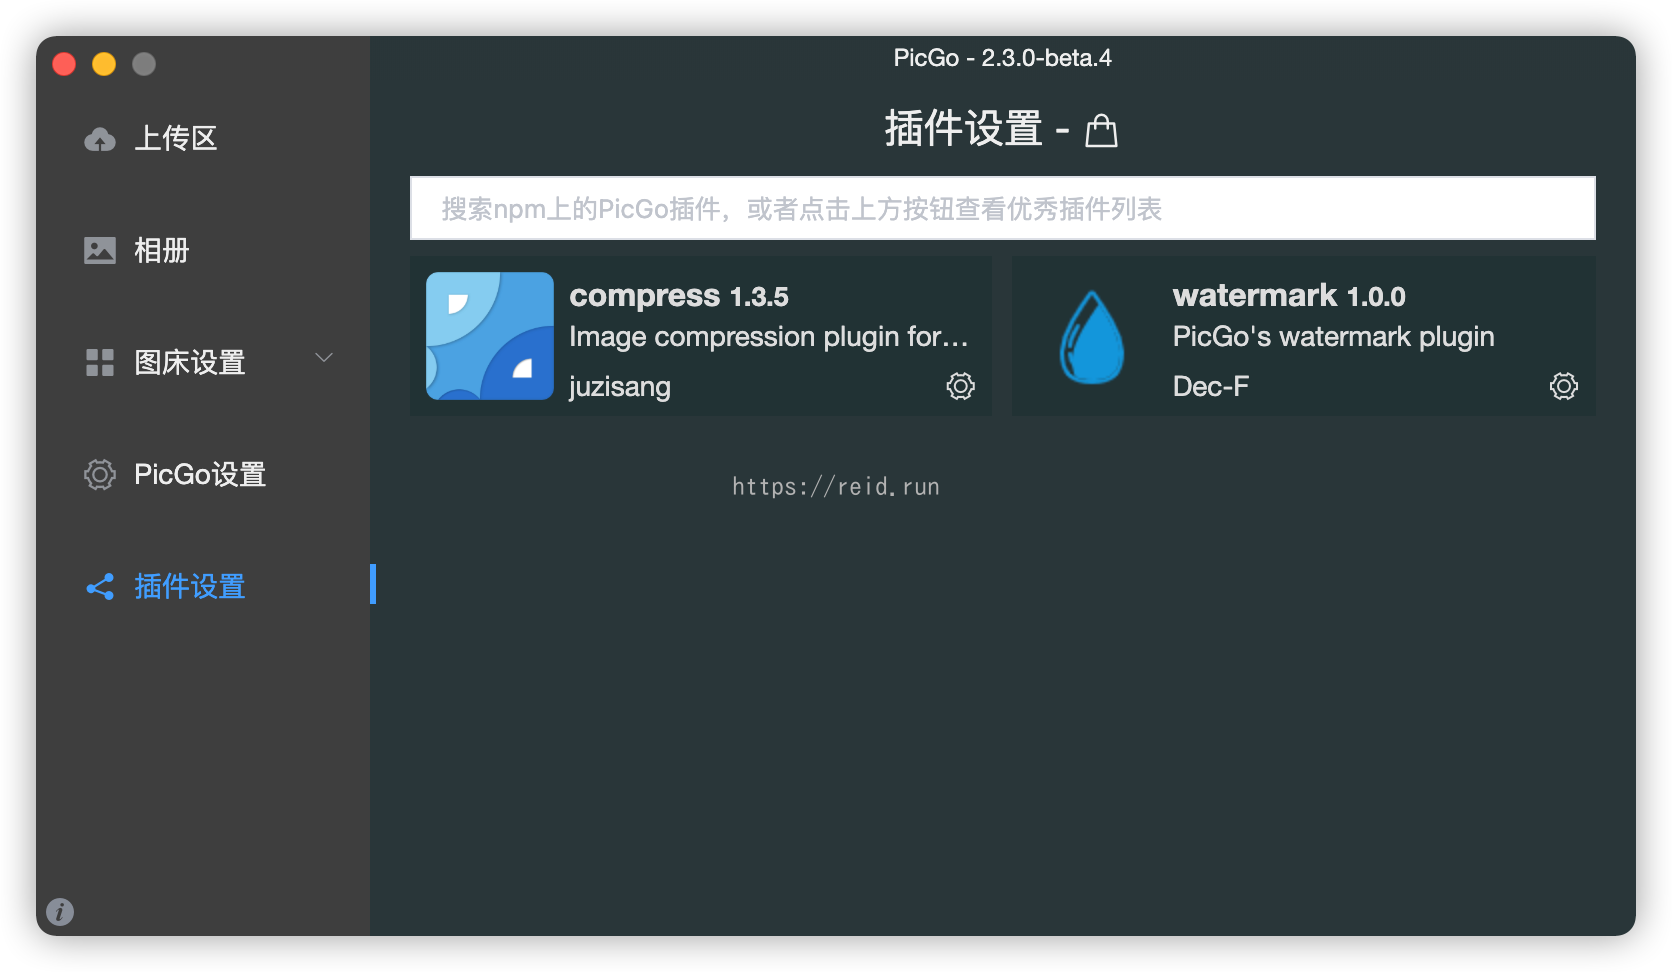 PicGo - 2.3.0-beta.4
上传区
相册
图床设置
PicGo设置
插件设置
插件设置 -
搜索npm上的PicGo插件，或者点击上方按钮查看优秀插件列表
compress 1.3.5
Image compression plugin for...
juzisang
watermark 1.0.0
PicGo's watermark plugin
Dec-F
https://reid.run